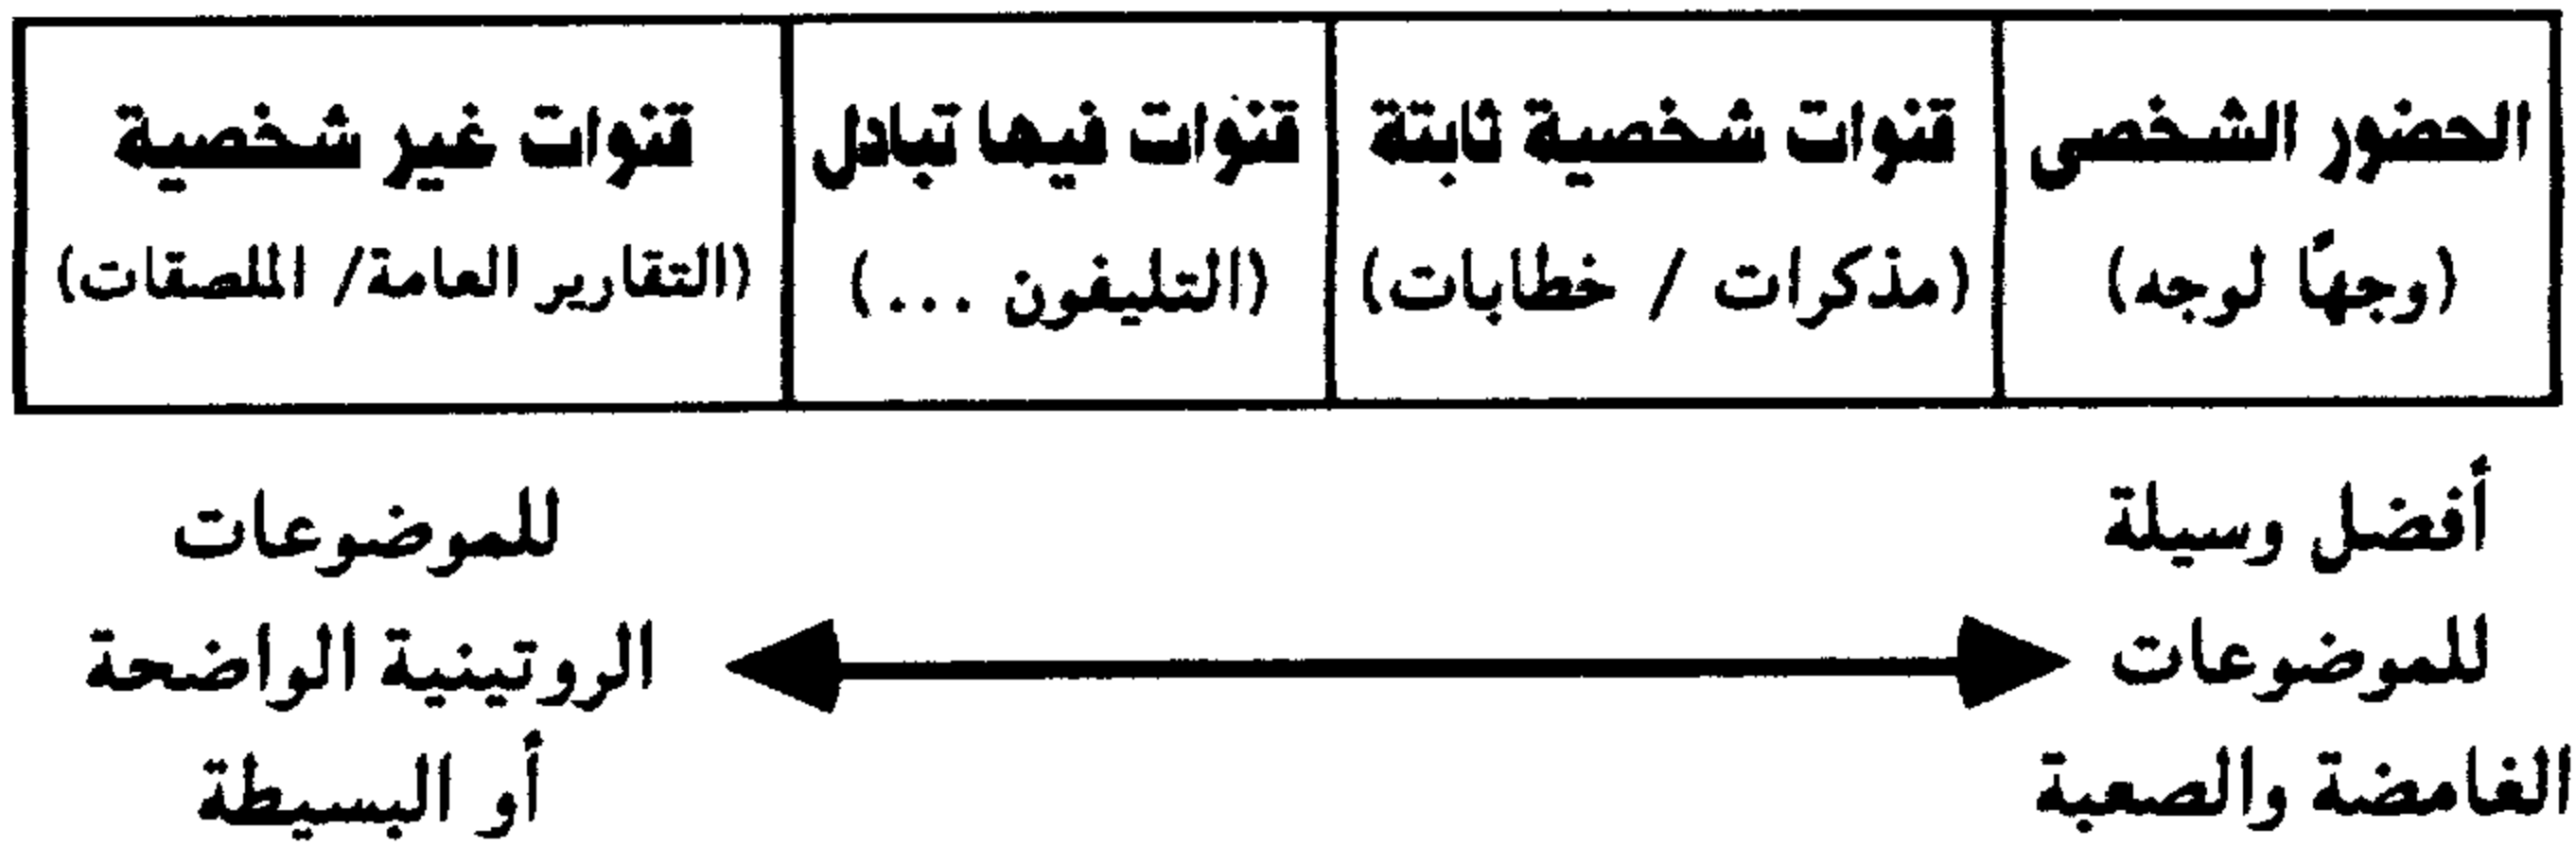 الحضور الشخصى
(وجهًا لوجه)
قنوات شخصية ثابتة
(مذكرات / خطابات)
قنوات فيها تبادل
(التليفون ...)
قنوات غير شخصية
(التقارير العامة/ الملصقات)
أفضل وسيلة
للموضوعات
الغامضة والصعبة
للموضوعات
الروتينية الواضحة
أو البسيطة